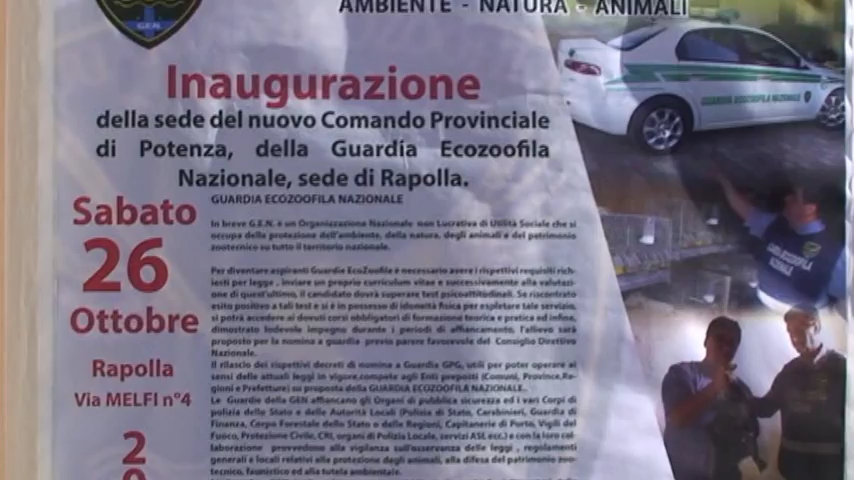 GEN
AMBIENTE - NATURA - ANIMALI
Inaugurazione
della sede del nuovo Comando Provinciale
di Potenza, della Guardia Ecozoofila
Nazionale, sede di Rapolla.
Sabato
26
Ottobre
Rapolla
Via MELFI n°4
2
GUARDIA ECOZOOFILA NAZIONALE
In breve G.E.N. è un Organizzazione Nazionale non Lucrativa di Utilità Sociale che si
occupa della protezione dell'ambiente, della natura, degli animali e del patrimonio
zootecnico su tutto il territorio nazionale.
Per diventare aspiranti Guardie EcoZoofile è necessario avere i rispettivi requisiti rich-
iesti per legge , inviare un proprio curriculum vitae e successivamente alla valutazi-
one di quest'ultimo, il candidato dovrà superare test psicoattitudinali. Se riscontrato
esito positivo a tali test e si è in possesso di idoneità fisica per espletare tale servizio,
si potrà accedere ai dovuti corsi obbligatori di formazione teorica e pratica ed infine,
dimostrato lodevole impegno durante i periodi di affiancamento, l'allievo sarà
proposto per la nomina a guardia previo parere favorevole del Consiglio Direttivo
Nazionale.
Il rilascio dei rispettivi decreti di nomina a Guardia GPG, utili per poter operare ai
sensi delle attuali leggi in vigore,compete agli Enti preposti (Comuni, Province,Re-
gioni e Prefetture) su proposta della GUARDIA ECOZOOFILA NAZIONALE..
Le Guardie della GEN affiancano gli Organi di pubblica sicurezza ed i vari Corpi di
polizia delle Stato e delle Autorità Locali (Polizia di Stato, Carabinieri, Guardia di
Finanza, Corpo Forestale dello Stato o delle Regioni, Capitanerie di Porto, Vigili del
Fuoco, Protezione Civile, CRI, organi di Polizia Locale, servizi ASL ecc.) e con la loro col-
laborazione provvedono alla vigilanza sull'osservanza delle leggi , regolamenti
generali e locali relativi alla protezione degli animali, alla difesa del patrimonio zoo-
tecnico, faunistico ed alla tutela ambientale.
GUARDIA ECOZOOFILA NAZIONALE
GUARDIA ECOZOOFILA
NAZIONALE